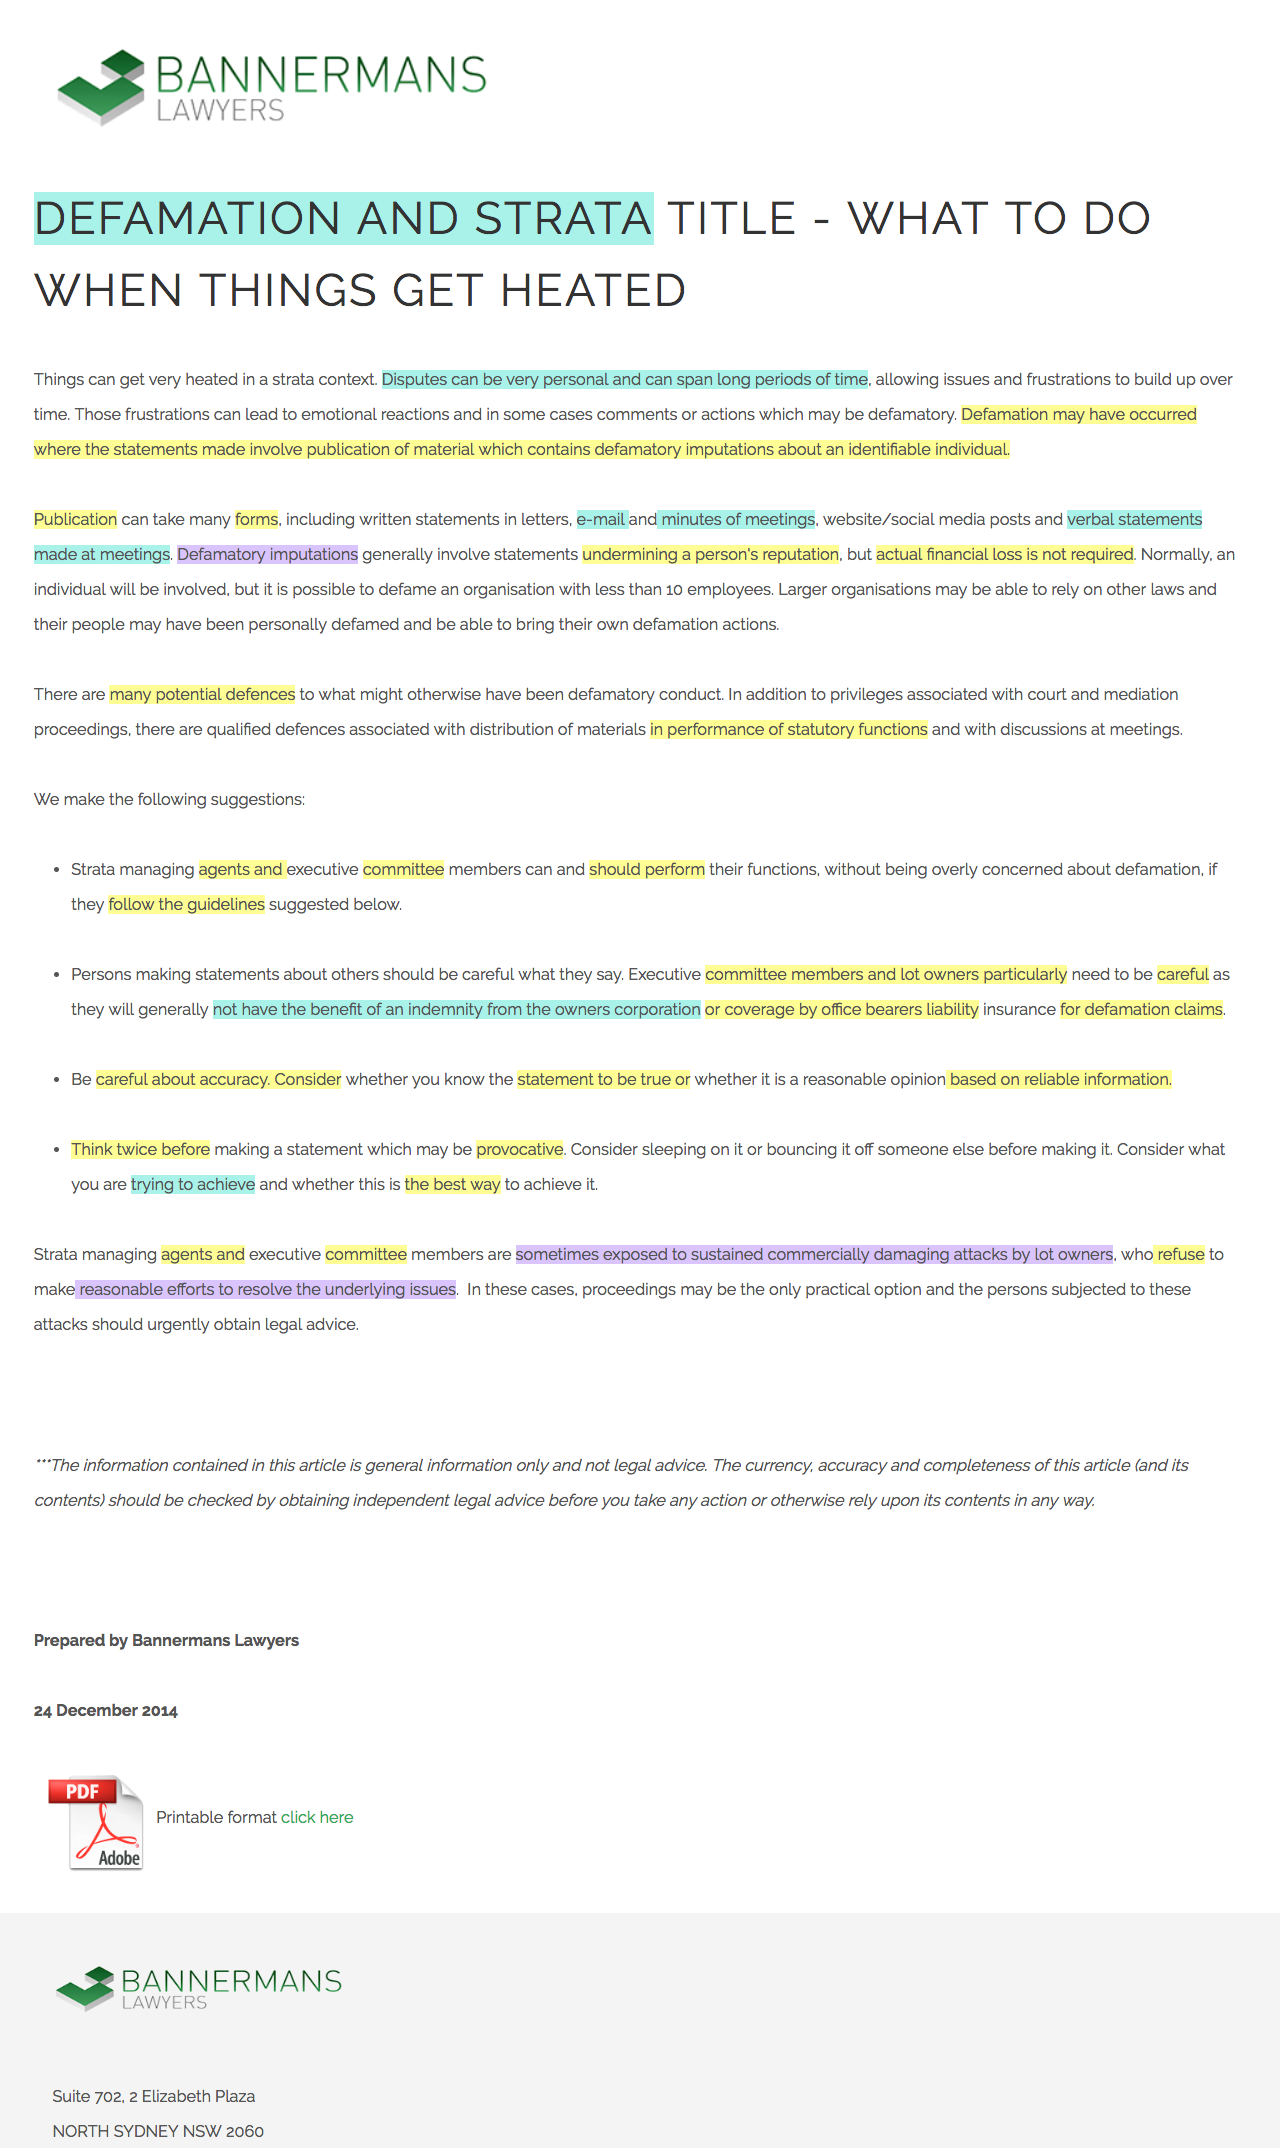 BANNERMANS
LAWYERS
DEFAMATION AND STRATA TITLE - WHAT TO DO
WHEN THINGS GET HEATED
Things can get very heated in a strata context. Disputes can be very personal and can span long periods of time, allowing issues and frustrations to build up over
time. Those frustrations can lead to emotional reactions and in some cases comments or actions which may be defamatory. Defamation may have occurred
where the statements made involve publication of material which contains defamatory imputations about an identifiable individual.
Publication can take many forms, including written statements in letters, e-mail and minutes of meetings, website/social media posts and verbal statements
made at meetings. Defamatory imputations generally involve statements undermining a person's reputation, but actual financial loss is not required. Normally, an
individual will be involved, but it is possible to defame an organisation with less than 10 employees. Larger organisations may be able to rely on other laws and
their people may have been personally defamed and be able to bring their own defamation actions.
There are many potential defences to what might otherwise have been defamatory conduct. In addition to privileges associated with court and mediation
proceedings, there are qualified defences associated with distribution of materials in performance of statutory functions and with discussions at meetings.
We make the following suggestions:
• Strata managing agents and executive committee members can and should perform their functions, without being overly concerned about defamation, if
they follow the guidelines suggested below.
• Persons making statements about others should be careful what they say. Executive committee members and lot owners particularly need to be careful as
they will generally not have the benefit of an indemnity from the owners corporation or coverage by office bearers liability insurance for defamation claims.
• Be careful about accuracy. Consider whether you know the statement to be true or whether it is a reasonable opinion based on reliable information.
• Think twice before making a statement which may be provocative. Consider sleeping on it or bouncing it off someone else before making it. Consider what
you are trying to achieve and whether this is the best way to achieve it.
Strata managing agents and executive committee members are sometimes exposed to sustained commercially damaging attacks by lot owners, who refuse to
make reasonable efforts to resolve the underlying issues. In these cases, proceedings may be the only practical option and the persons subjected to these
attacks should urgently obtain legal advice.
***The information contained in this article is general information only and not legal advice. The currency, accuracy and completeness of this article (and its
contents) should be checked by obtaining independent legal advice before you take any action or otherwise rely upon its contents in any way.
Prepared by Bannermans Lawyers
24 December 2014
PDF
Adobe
Printable format click here
BANNERMANS
LAWYERS
Suite 702, 2 Elizabeth Plaza
NORTH SYDNEY NSW 2060